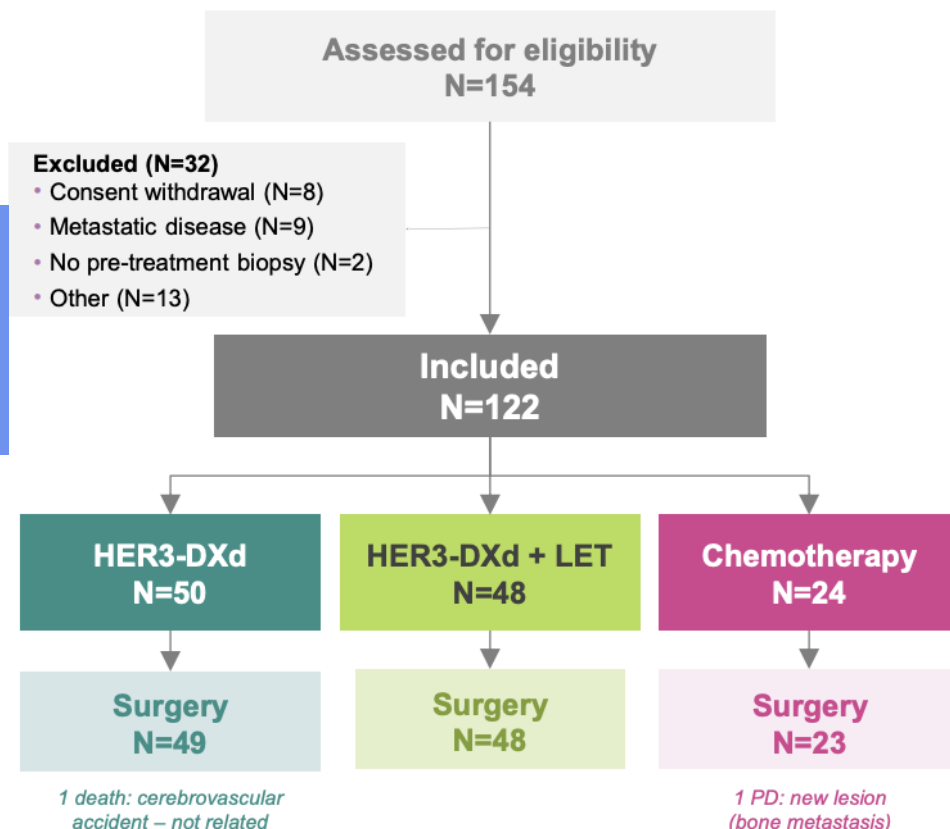 Assessed for eligibility
N=154
Excluded (N=32)
• Consent withdrawal (N=8)
• Metastatic disease (N=9)
• No pre-treatment biopsy (N=2)
• Other (N=13)
Included
N=122
HER3-DXd
N=50
HER3-DXd + LET
N=48
Chemotherapy
N=24
Surgery
N=49
Surgery
N=48
Surgery
N=23
1 death: cerebrovascular
accident – not related
1 PD: new lesion
(bone metastasis)